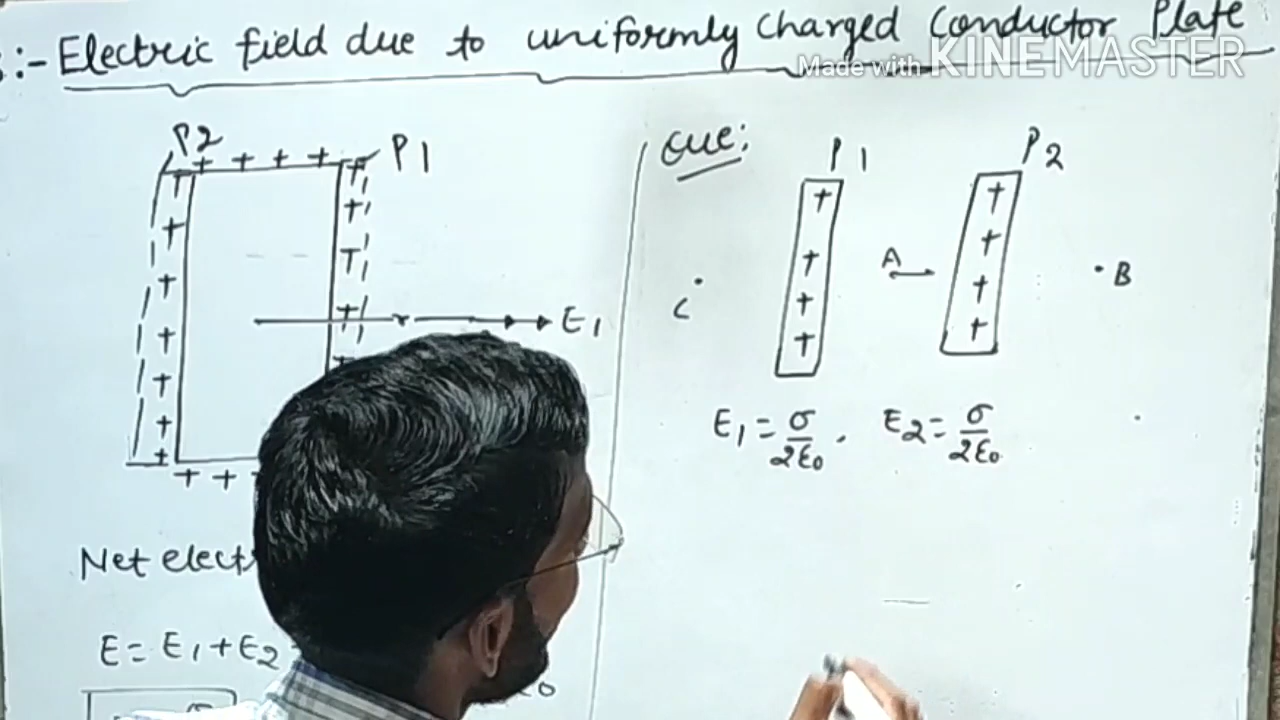 :- Electric field due to uniformly Charged Conductor Plate
Made with KINEMASTER
P2
P1
E1
Net elect
E = E1 + E2
σ
ε0
Que:
P1
P2
A
B
C
E1 = σ/2ε0 . E2 = σ/2ε0